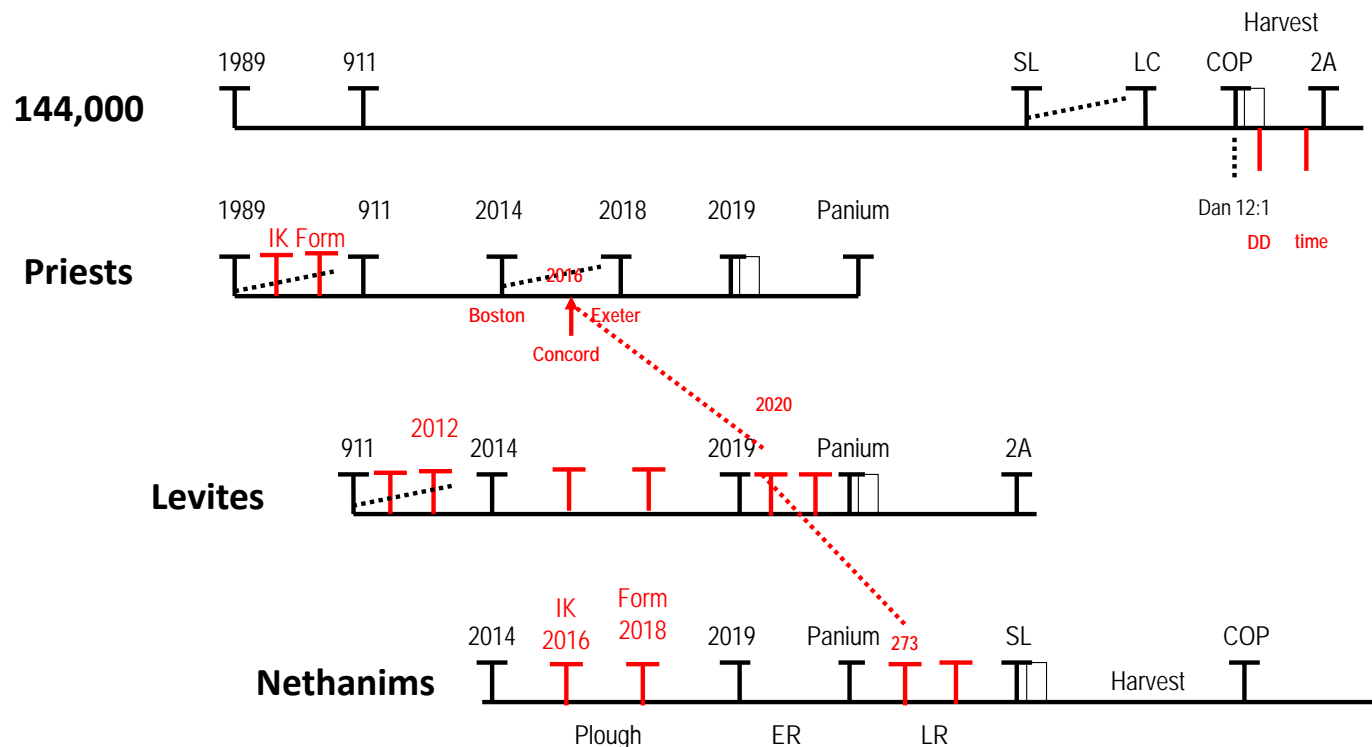 Harvest
1989 911 SL LC COP 2A
144,000
Dan 12:1
DD time
1989 911 2014 2018 2019 Panium
IK Form
Priests
2016
Boston Exeter
Concord
2020
2012
911 2014 2019 Panium 2A
Levites
IK Form
2016 2018
2014 2019 Panium 273 SL COP
Nethanims
Harvest
Plough ER LR